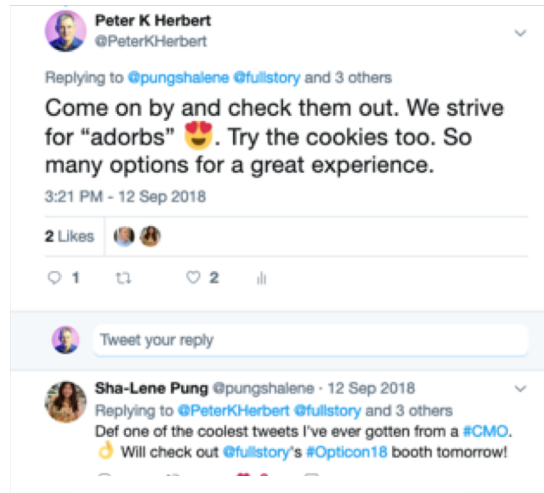 Peter K Herbert
@PeterKHerbert
Replying to @pungshalene @fullstory and 3 others
Come on by and check them out. We strive
for “adorbs” 😍. Try the cookies too. So
many options for a great experience.
3:21 PM - 12 Sep 2018
2 Likes
1 2
Tweet your reply
Sha-Lene Pung @pungshalene · 12 Sep 2018
Replying to @PeterKHerbert @fullstory and 3 others
Def one of the coolest tweets I've ever gotten from a #CMO.
👌 Will check out @fullstory's #Opticon18 booth tomorrow!